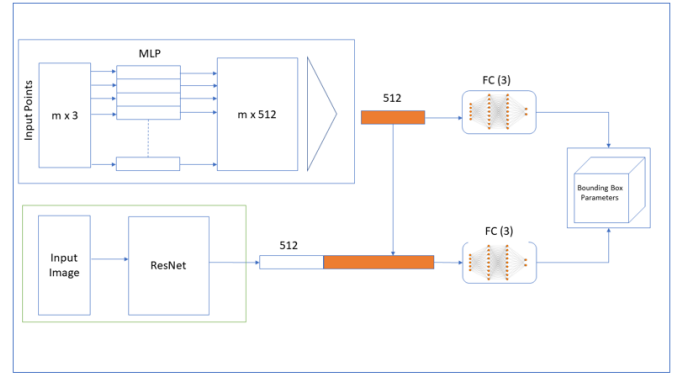 MLP
Input Points
m x 3
m x 512
512
FC (3)
Bounding Box
Parameters
Input
Image
ResNet
512
FC (3)